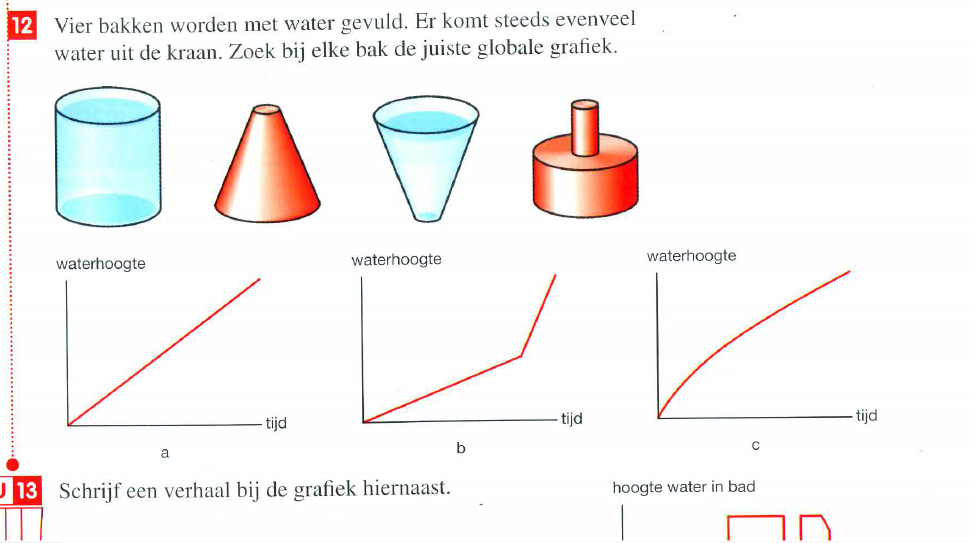 12 Vier bakken worden met water gevuld. Er komt steeds evenveel
water uit de kraan. Zoek bij elke bak de juiste globale grafiek.
waterhoogte
tijd
a
waterhoogte
tijd
b
waterhoogte
tijd
c
U 13 Schrijf een verhaal bij de grafiek hiernaast.
hoogte water in bad